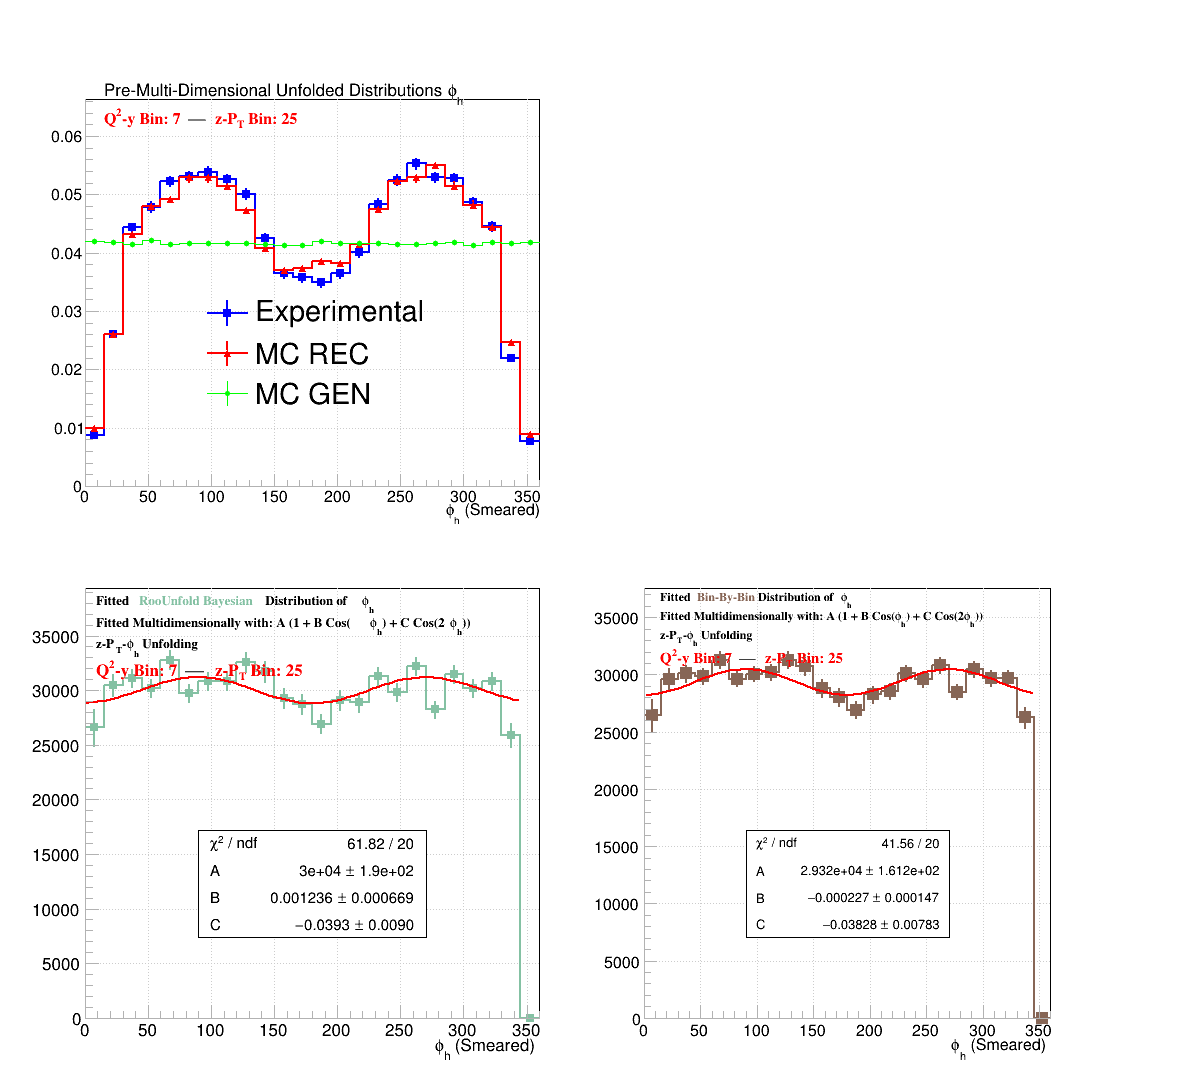 Pre-Multi-Dimensional Unfolded Distributions ϕh
Q²-y Bin: 7 — z-PT Bin: 25
0.06
0.05
0.04
0.03
0.02
0.01
0
Experimental
MC REC
MC GEN
0 50 100 150 200 250 300 350
ϕh (Smeared)
Fitted RooUnfold Bayesian Distribution of ϕh
Fitted Multidimensionally with: A (1 + B Cos( ϕh) + C Cos(2 ϕh))
z-PT-ϕh Unfolding
Q²-y Bin: 7 — z-PT Bin: 25
35000
30000
25000
20000
15000
10000
5000
0
χ² / ndf 61.82 / 20
A 3e+04 ± 1.9e+02
B 0.001236 ± 0.000669
C −0.0393 ± 0.0090
0 50 100 150 200 250 300 350
ϕh (Smeared)
Fitted Bin-By-Bin Distribution of ϕh
Fitted Multidimensionally with: A (1 + B Cos(ϕh) + C Cos(2ϕh))
z-PT-ϕh Unfolding
Q²-y Bin: 7 — z-PT Bin: 25
35000
30000
25000
20000
15000
10000
5000
0
χ² / ndf 41.56 / 20
A 2.932e+04 ± 1.612e+02
B −0.000227 ± 0.000147
C −0.03828 ± 0.00783
0 50 100 150 200 250 300 350
ϕh (Smeared)